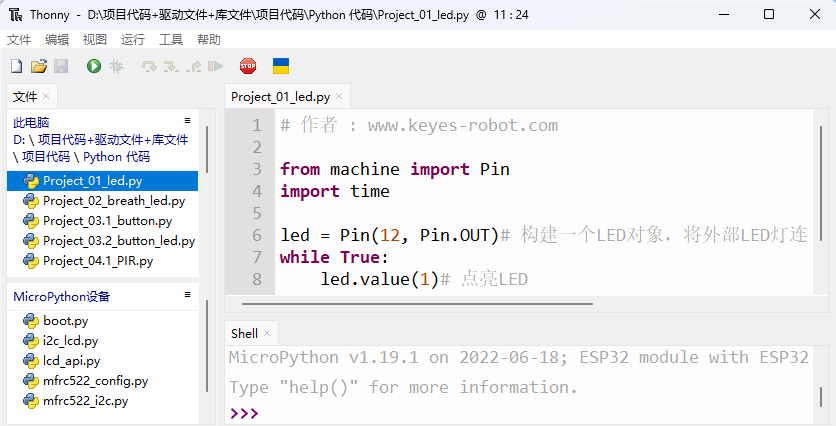 Thonny - D:\项目代码+驱动文件+库文件\项目代码\Python 代码\Project_01_led.py @ 11:24
文件 编辑 视图 运行 工具 帮助
STOP
文件
此电脑
D: \ 项目代码+驱动文件+库文件
\ 项目代码 \ Python 代码
Project_01_led.py
Project_02_breath_led.py
Project_03.1_button.py
Project_03.2_button_led.py
Project_04.1_PIR.py
MicroPython设备
boot.py
i2c_lcd.py
lcd_api.py
mfrc522_config.py
mfrc522_i2c.py
Project_01_led.py
1 # 作者 : www.keyes-robot.com
2
3 from machine import Pin
4 import time
5
6 led = Pin(12, Pin.OUT)# 构建一个LED对象，将外部LED灯连
7 while True:
8     led.value(1)# 点亮LED
Shell
MicroPython v1.19.1 on 2022-06-18; ESP32 module with ESP32
Type "help()" for more information.
>>>